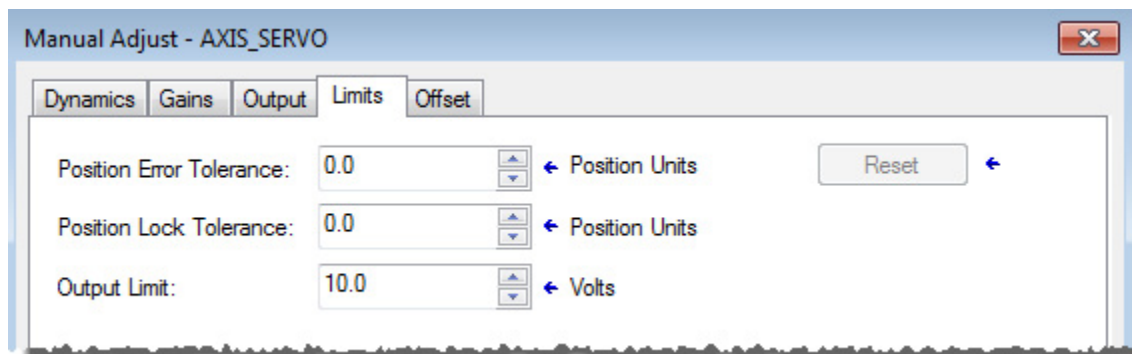 Manual Adjust - AXIS_SERVO
Dynamics Gains Output Limits Offset
Position Error Tolerance: 0.0 Position Units Reset
Position Lock Tolerance: 0.0 Position Units
Output Limit: 10.0 Volts